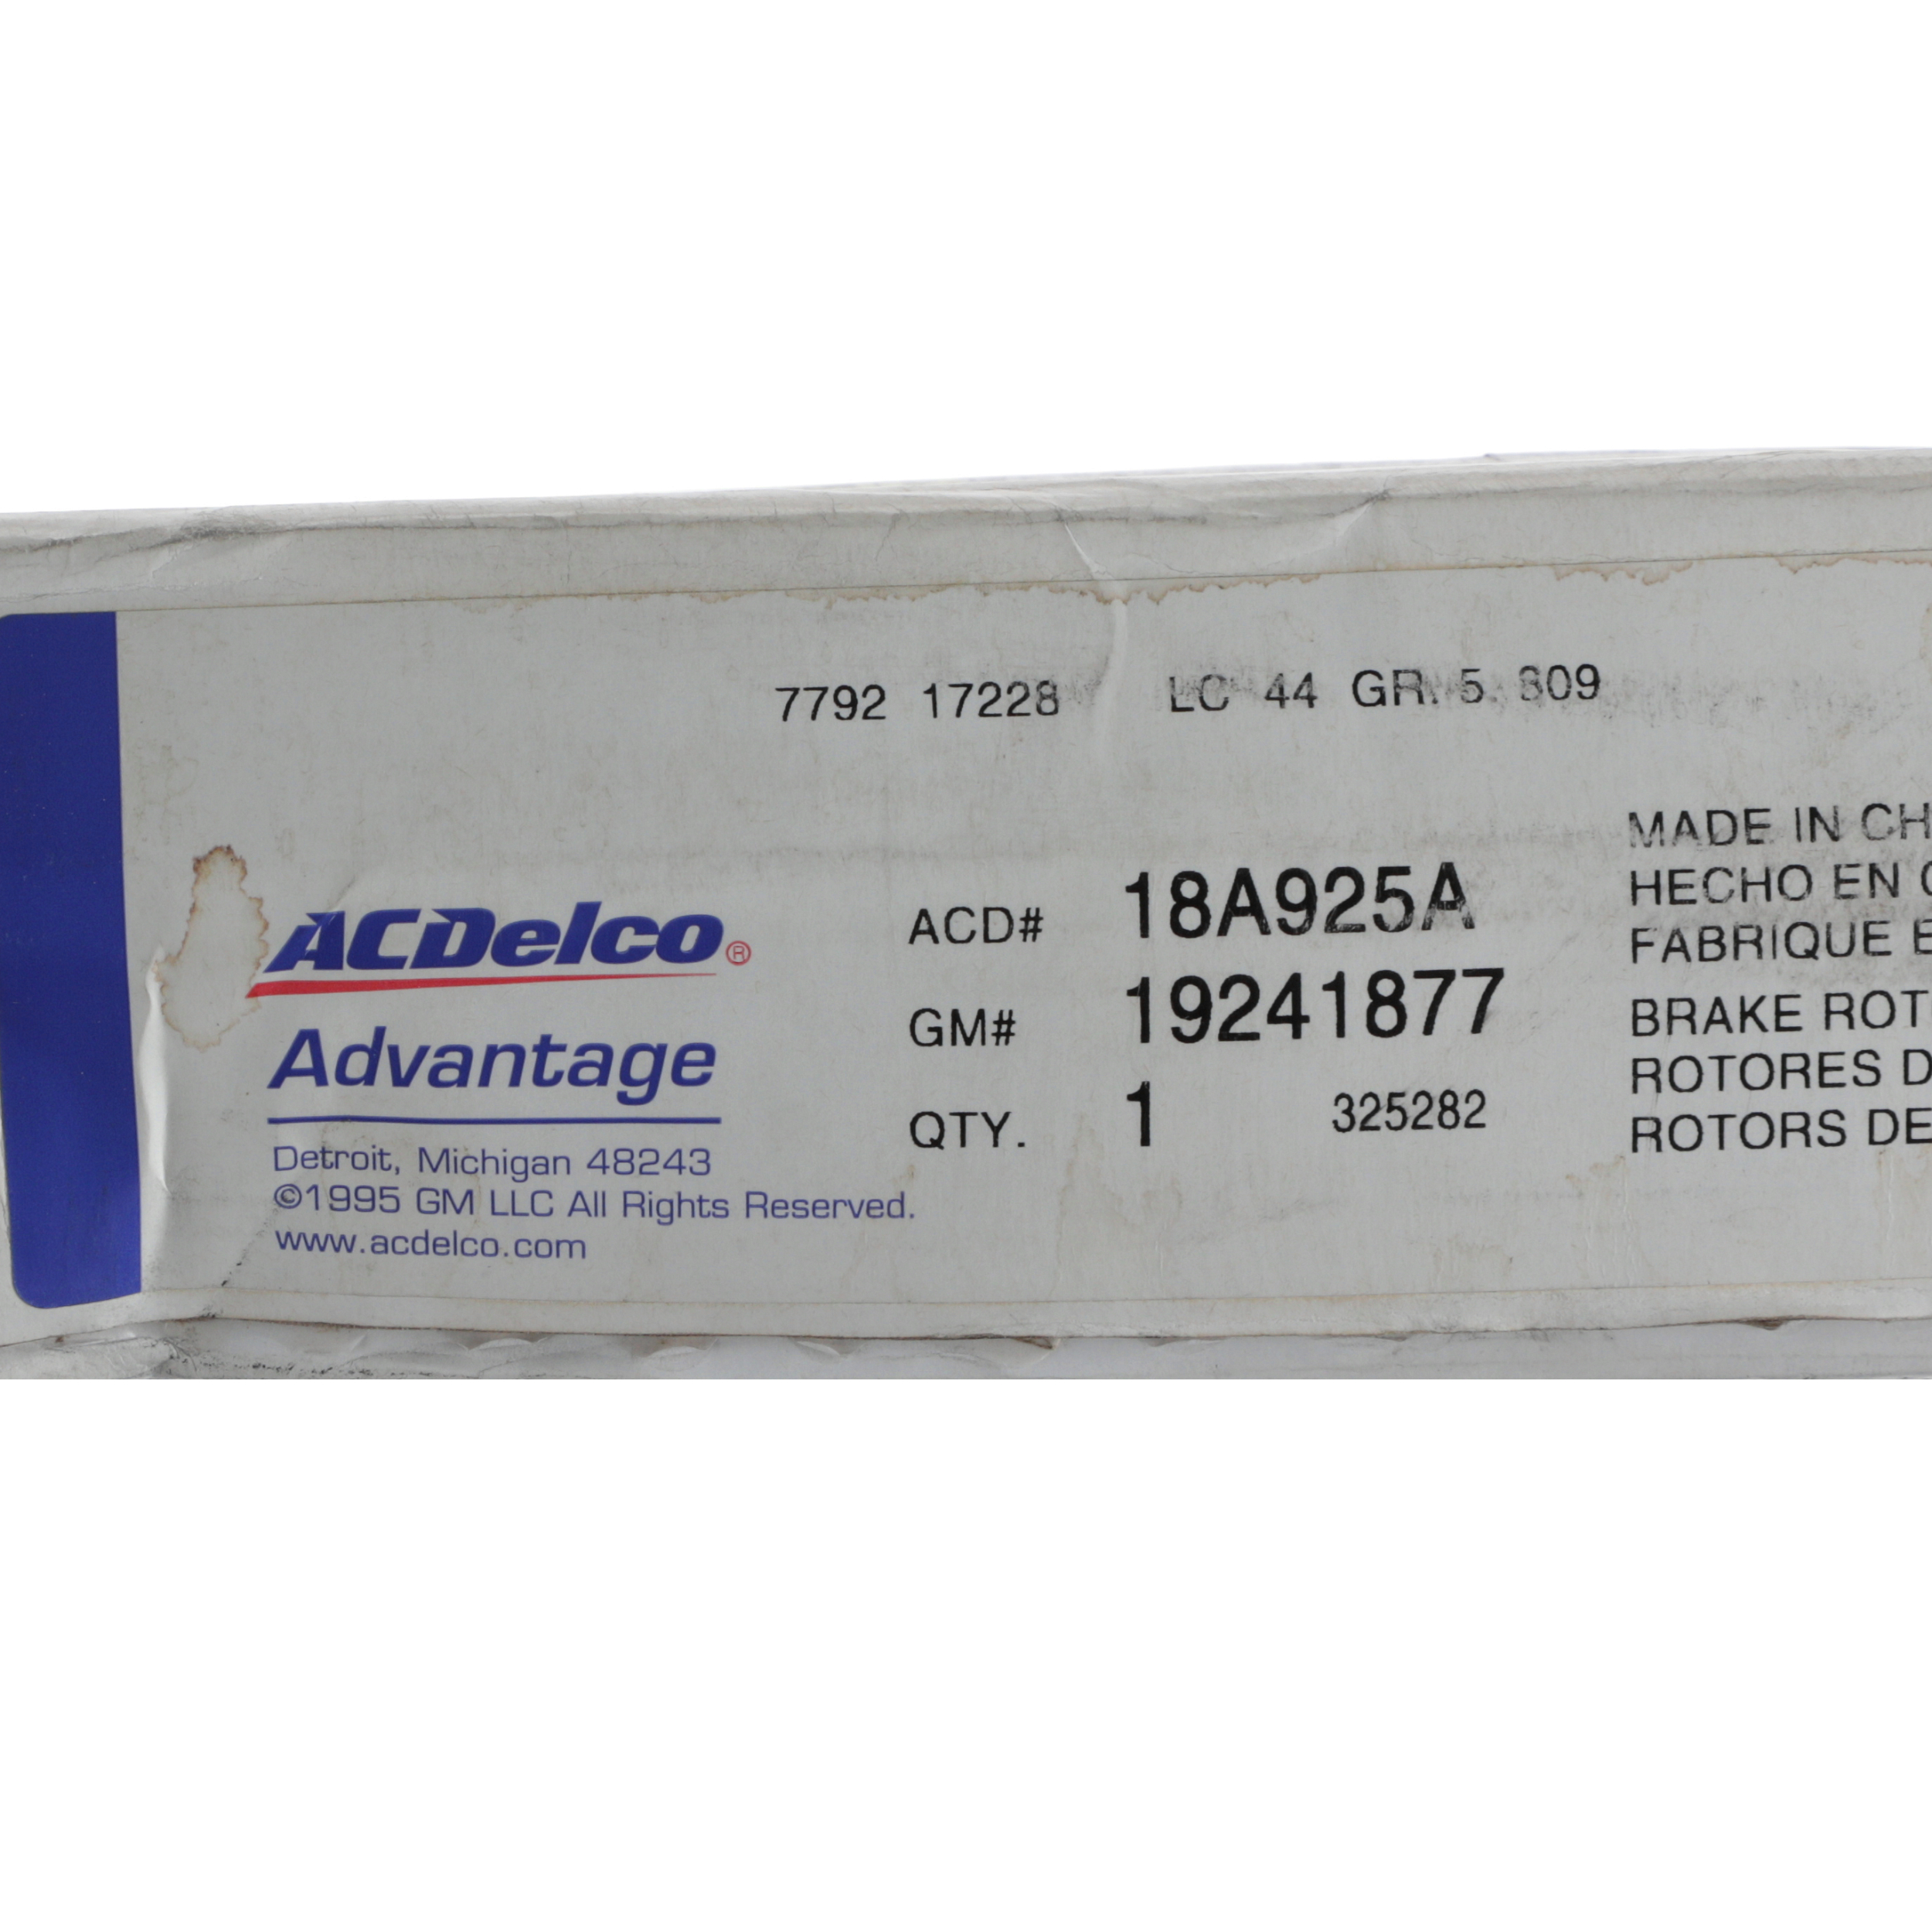 7792 17228 LC 44 GR. 5. 809
ACDelco®
Advantage
Detroit, Michigan 48243
©1995 GM LLC All Rights Reserved.
www.acdelco.com
ACD# 18A925A
GM# 19241877
QTY. 1 325282
MADE IN CH
HECHO EN C
FABRIQUE E
BRAKE ROT
ROTORES D
ROTORS DE